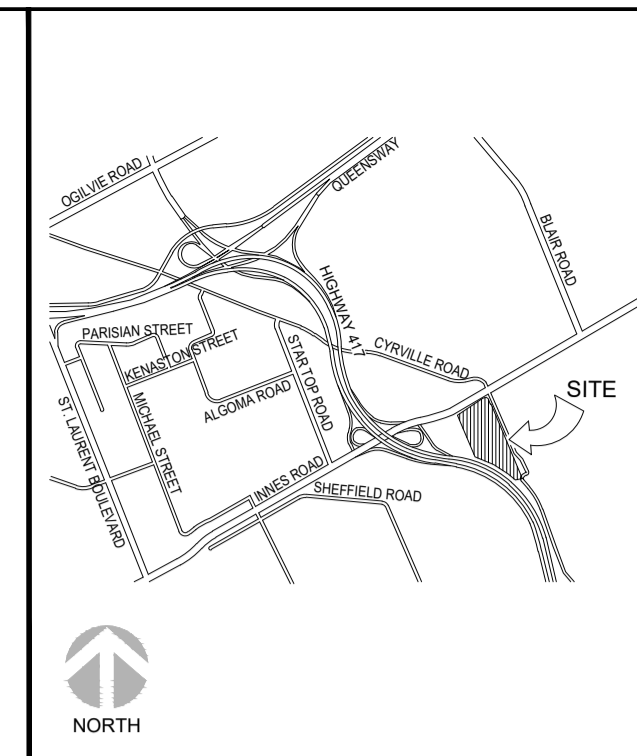 OGILVIE ROAD
QUEENSWAY
BLAIR ROAD
HIGHWAY 417
PARISIAN STREET
KENASTON STREET
STAR TOP ROAD
CYRVILLE ROAD
SITE
ALGOMA ROAD
MICHAEL STREET
ST. LAURENT BOULEVARD
INNES ROAD
SHEFFIELD ROAD
NORTH